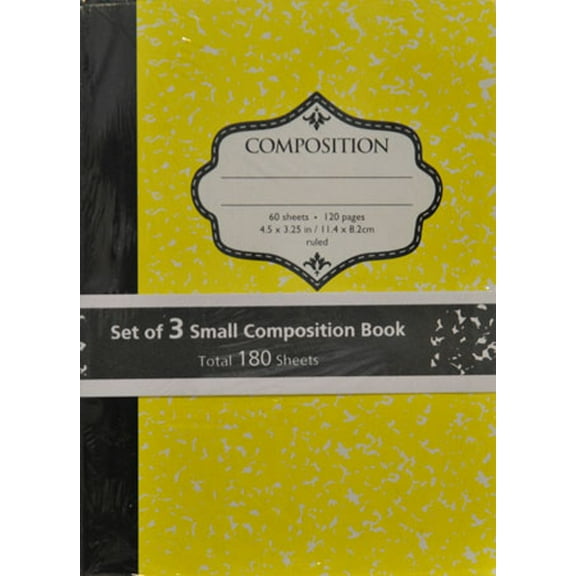 COMPOSITION
60 sheets • 120 pages
4.5 x 3.25 in / 11.4 x 8.2cm
ruled
Set of 3 Small Composition Book
Total 180 Sheets